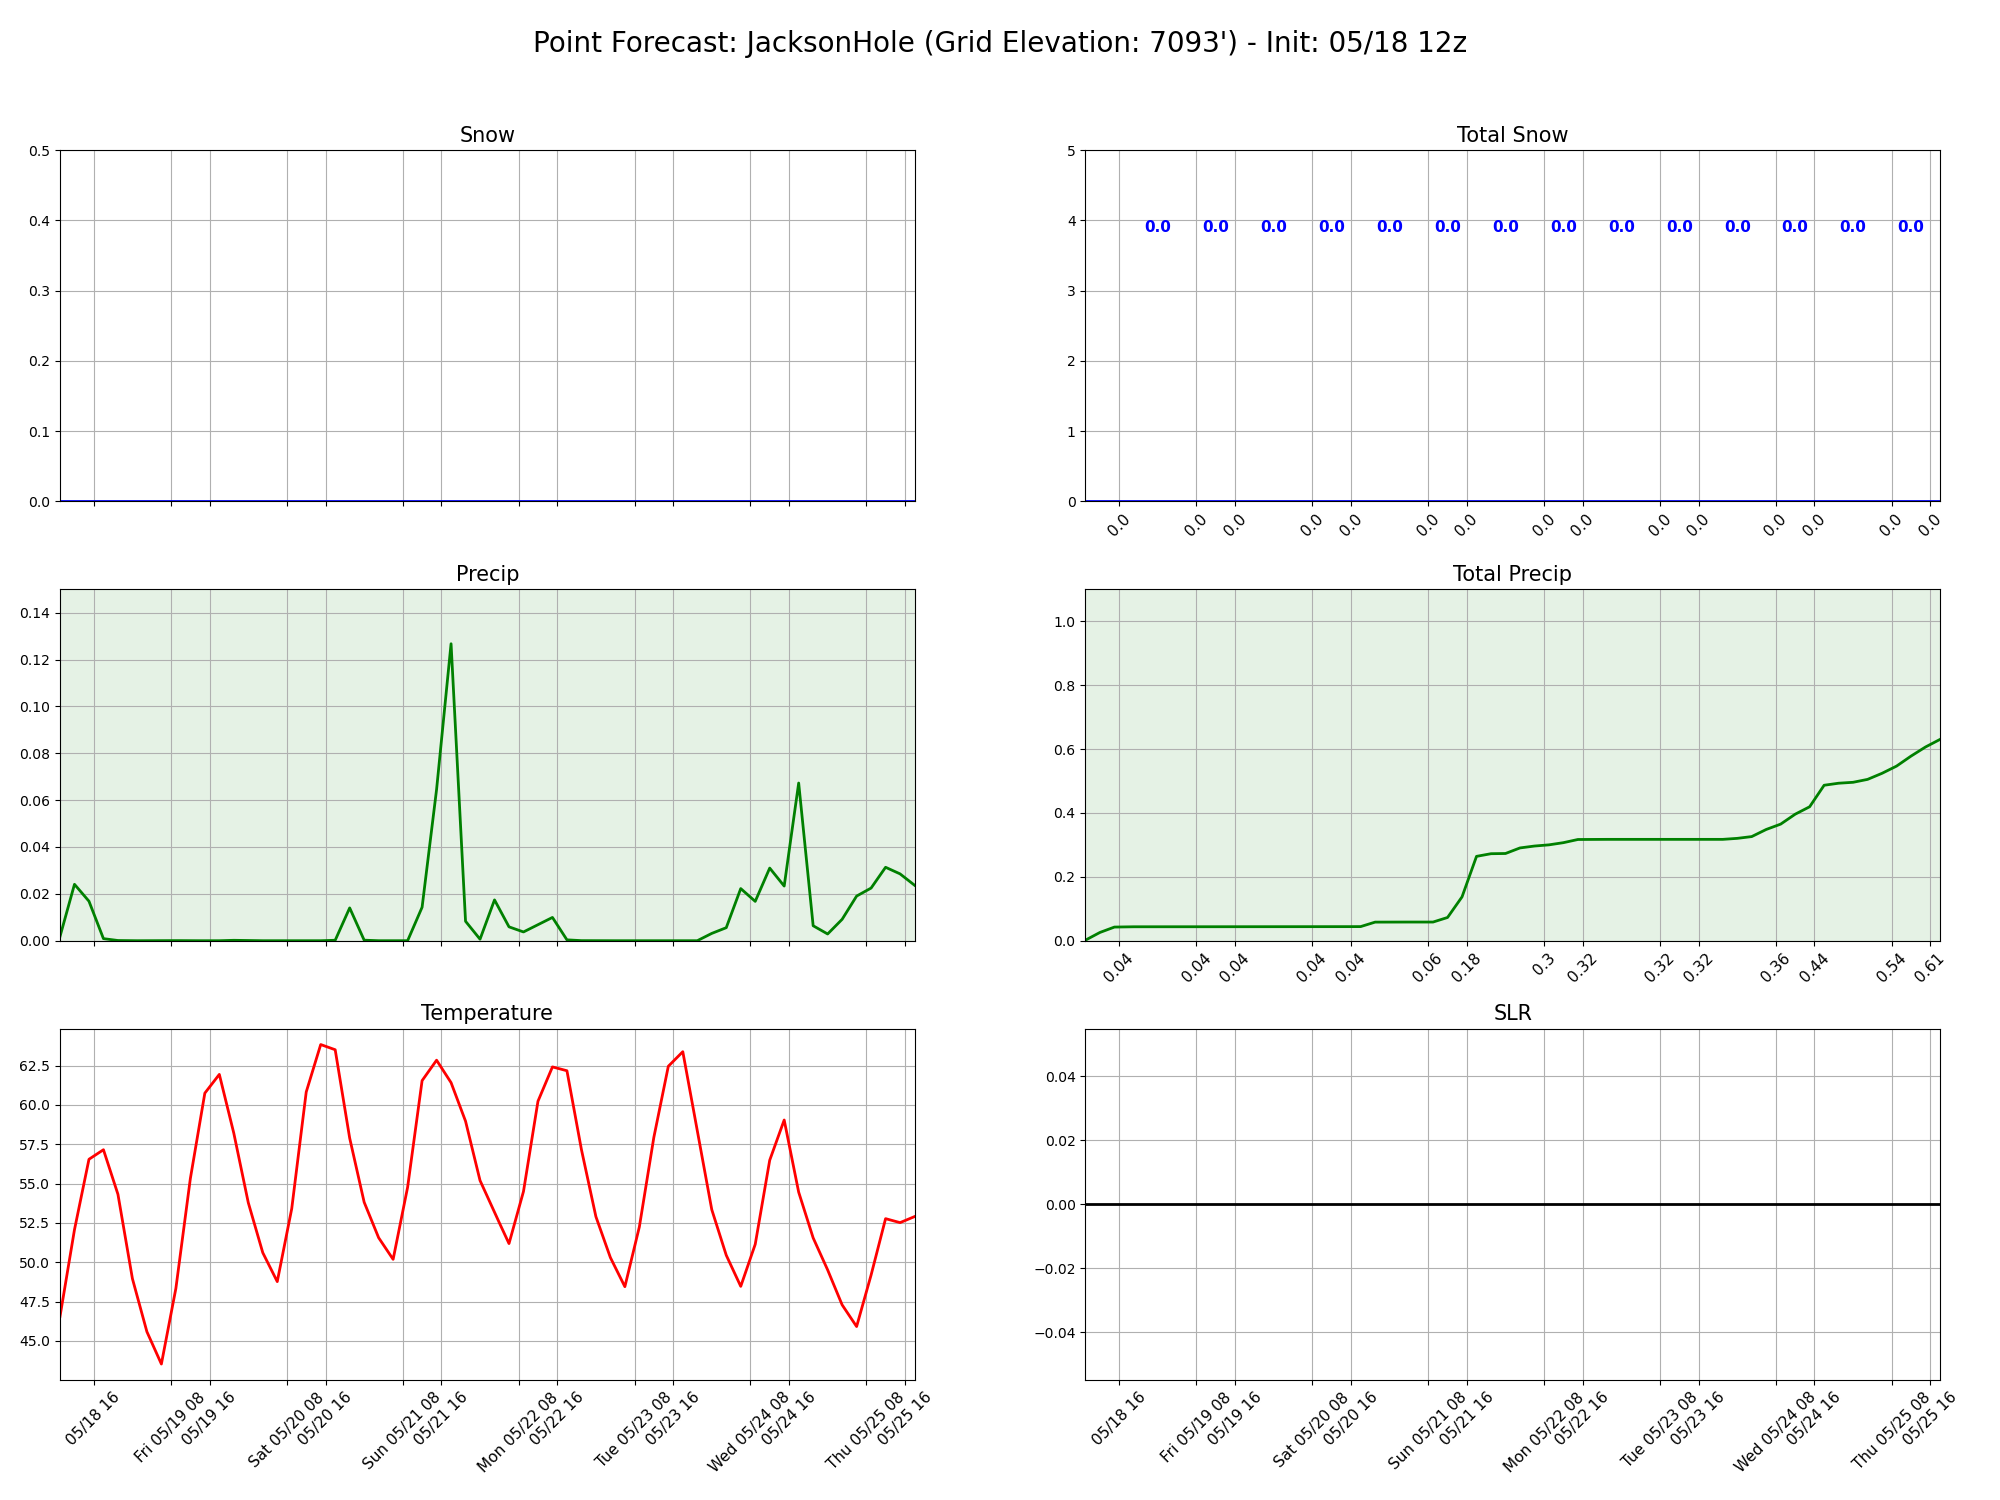 Point Forecast: JacksonHole (Grid Elevation: 7093') - Init: 05/18 12z
Snow
0.5
0.4
0.3
0.2
0.1
0.0
Total Snow
5
4
3
2
1
0
0.0 0.0 0.0 0.0 0.0 0.0 0.0 0.0 0.0 0.0 0.0 0.0 0.0 0.0
0.0 0.0 0.0 0.0 0.0 0.0 0.0 0.0 0.0 0.0 0.0 0.0 0.0 0.0 0.0
Precip
0.14
0.12
0.10
0.08
0.06
0.04
0.02
0.00
Total Precip
1.0
0.8
0.6
0.4
0.2
0.0
0.04 0.04 0.04 0.04 0.04 0.06 0.18 0.3 0.32 0.32 0.32 0.36 0.44 0.54 0.61
Temperature
62.5
60.0
57.5
55.0
52.5
50.0
47.5
45.0
05/18 16
Fri 05/19 08
05/19 16
Sat 05/20 08
05/20 16
Sun 05/21 08
05/21 16
Mon 05/22 08
05/22 16
Tue 05/23 08
05/23 16
Wed 05/24 08
05/24 16
Thu 05/25 08
05/25 16
SLR
0.04
0.02
0.00
−0.02
−0.04
05/18 16
Fri 05/19 08
05/19 16
Sat 05/20 08
05/20 16
Sun 05/21 08
05/21 16
Mon 05/22 08
05/22 16
Tue 05/23 08
05/23 16
Wed 05/24 08
05/24 16
Thu 05/25 08
05/25 16